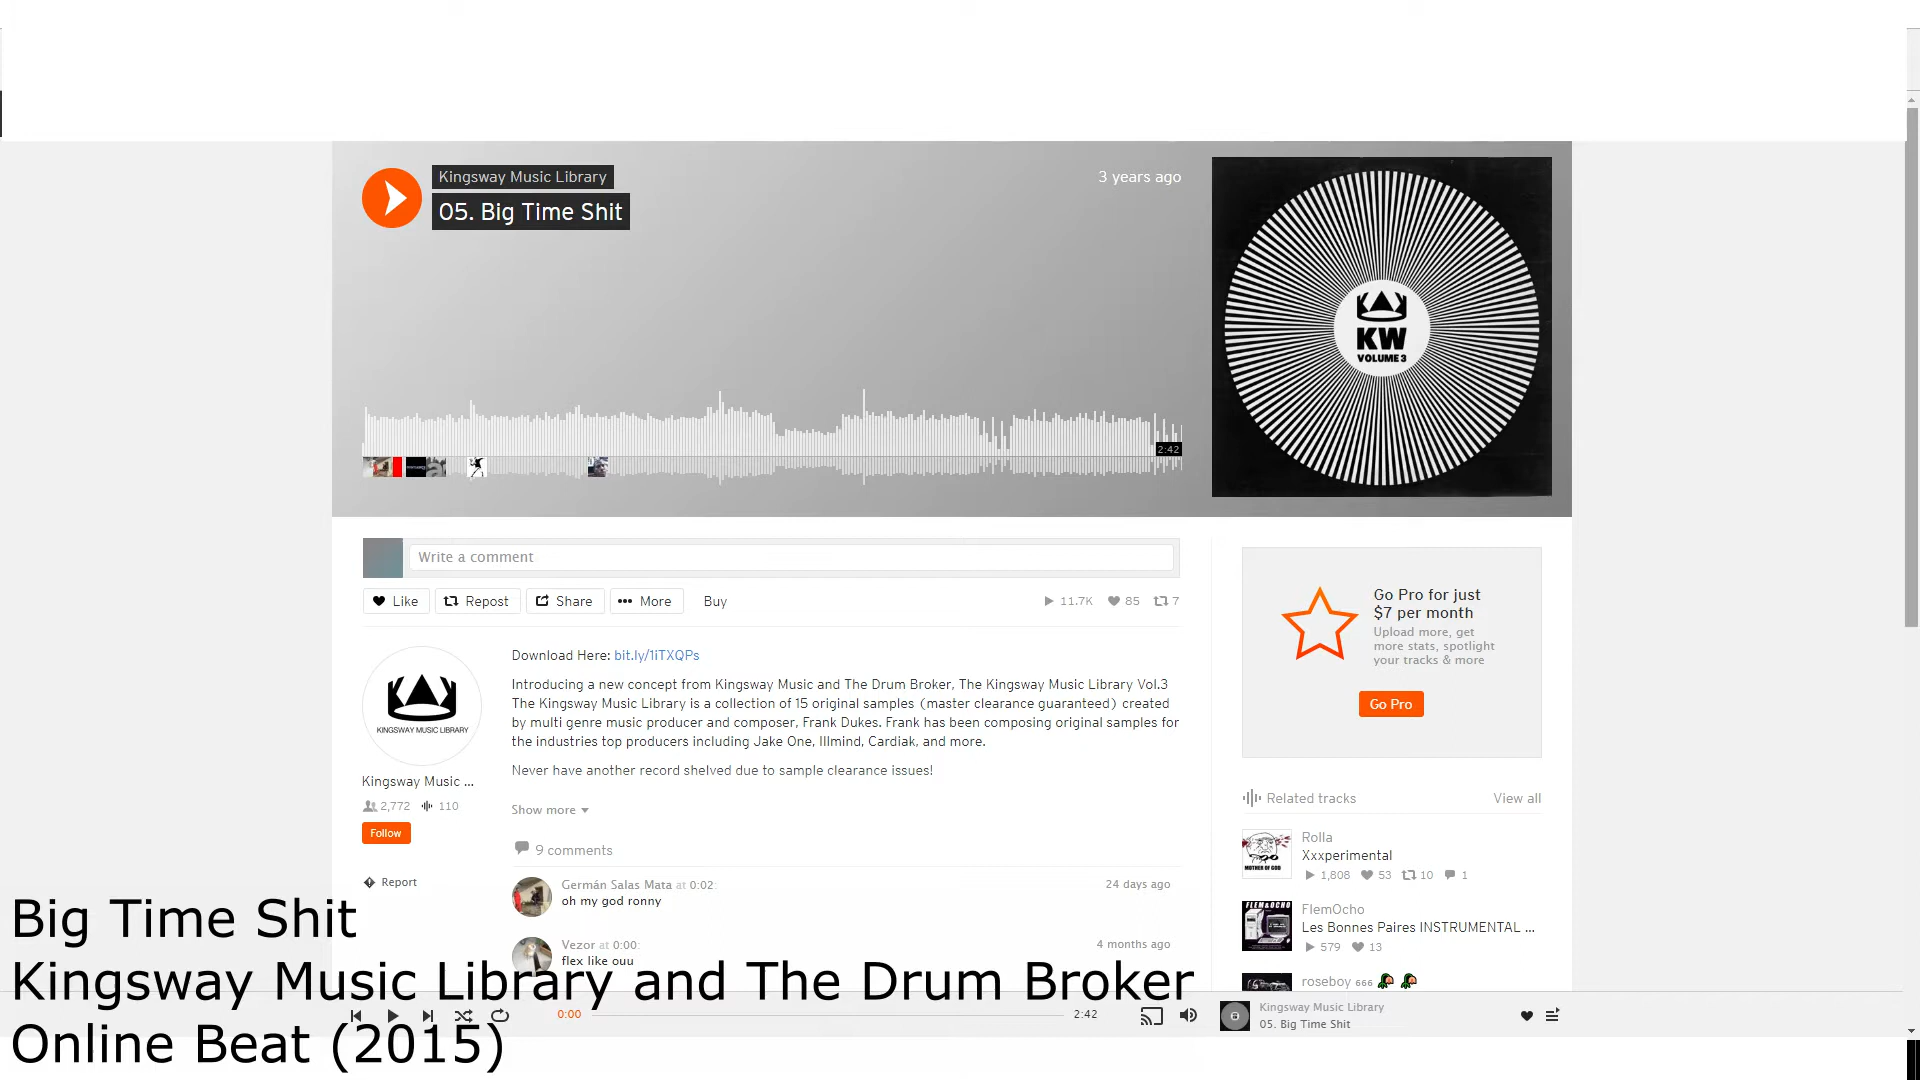 Kingsway Music Library
3 years ago
05. Big Time Shit
KW
VOLUME 3
2:42
Write a comment
Like
Repost
Share
More
Buy
11.7K
85
7
Go Pro for just
$7 per month
Upload more, get
more stats, spotlight
your tracks & more
Go Pro
KINGSWAY MUSIC LIBRARY
Kingsway Music ...
2,772
110
Follow
Report
Download Here: bit.ly/1iTXQPs
Introducing a new concept from Kingsway Music and The Drum Broker, The Kingsway Music Library Vol.3
The Kingsway Music Library is a collection of 15 original samples (master clearance guaranteed) created
by multi genre music producer and composer, Frank Dukes. Frank has been composing original samples for
the industries top producers including Jake One, Illmind, Cardiak, and more.
Never have another record shelved due to sample clearance issues!
Show more
9 comments
Germán Salas Mata at 0:02:
24 days ago
oh my god ronny
Vezor at 0:00:
4 months ago
flex like ouu
Related tracks
View all
MOTHER OF GOD
Rolla
Xxxperimental
1,808
53
10
1
FLEM&OCHO
FlemOcho
Les Bonnes Paires INSTRUMENTAL ...
579
13
roseboy 666
Big Time Shit
Kingsway Music Library and The Drum Broker
Online Beat (2015)
0:00
2:42
Kingsway Music Library
05. Big Time Shit